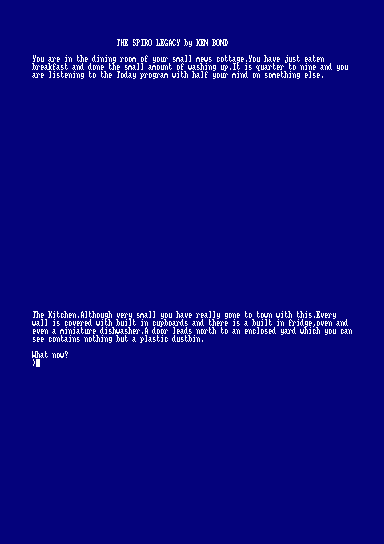 THE SPIRO LEGACY by KEN BOND
You are in the dining room of your small mews cottage.You have just eaten
breakfast and done the small amount of washing up.It is quarter to nine and you
are listening to the Today program with half your mind on something else.
The Kitchen.Although very small you have really gone to town with this.Every
wall is covered with built in cupboards and there is a built in fridge,oven and
even a miniature dishwasher.A door leads north to an enclosed yard which you can
see contains nothing but a plastic dustbin.
What now?
>